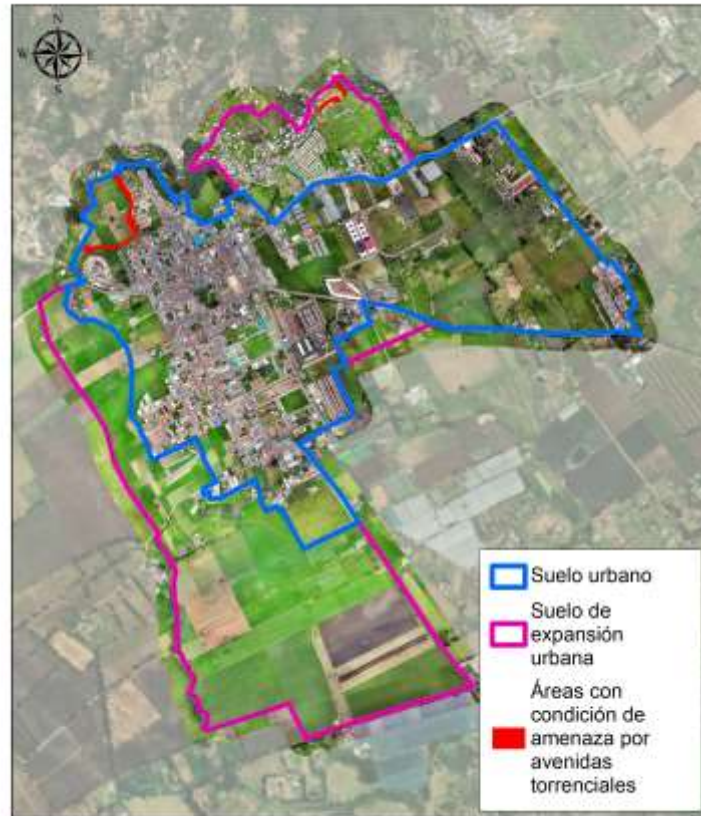 N
W
E
S
Suelo urbano
Suelo de
expansión
urbana
Áreas con
condición de
amenaza por
avenidas
torrenciales